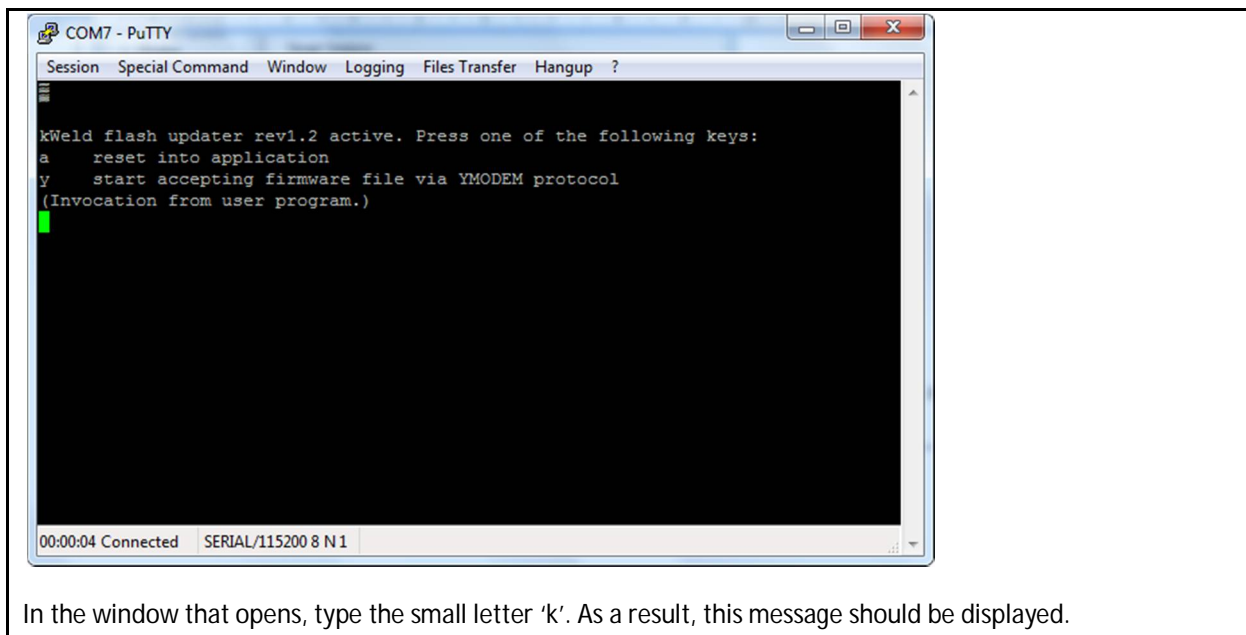 COM7 - PuTTY
Session Special Command Window Logging Files Transfer Hangup ?
kWeld flash updater rev1.2 active. Press one of the following keys:
a reset into application
y start accepting firmware file via YMODEM protocol
(Invocation from user program.)
00:00:04 Connected SERIAL/115200 8 N 1
In the window that opens, type the small letter ‘k’. As a result, this message should be displayed.